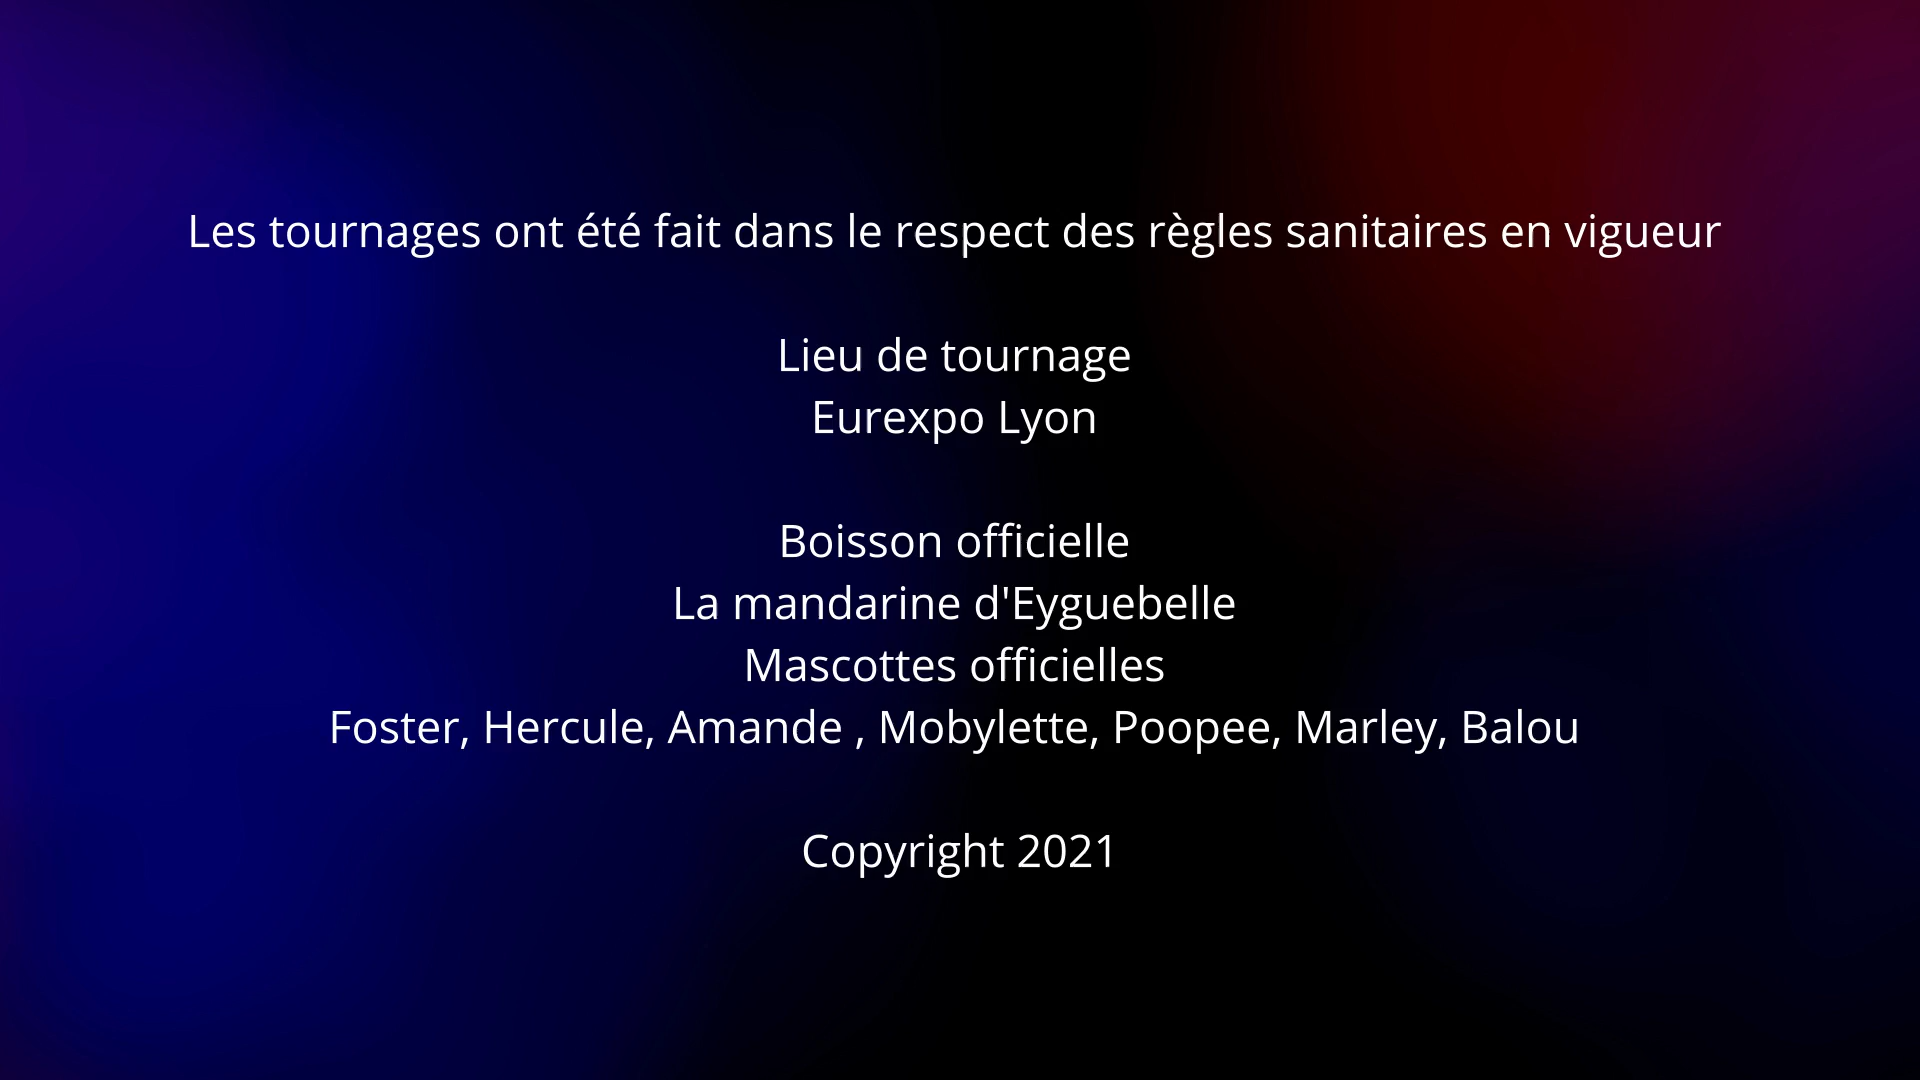 Les tournages ont été fait dans le respect des règles sanitaires en vigueur
Lieu de tournage
Eurexpo Lyon
Boisson officielle
La mandarine d'Eyguebelle
Mascottes officielles
Foster, Hercule, Amande , Mobylette, Poopee, Marley, Balou
Copyright 2021